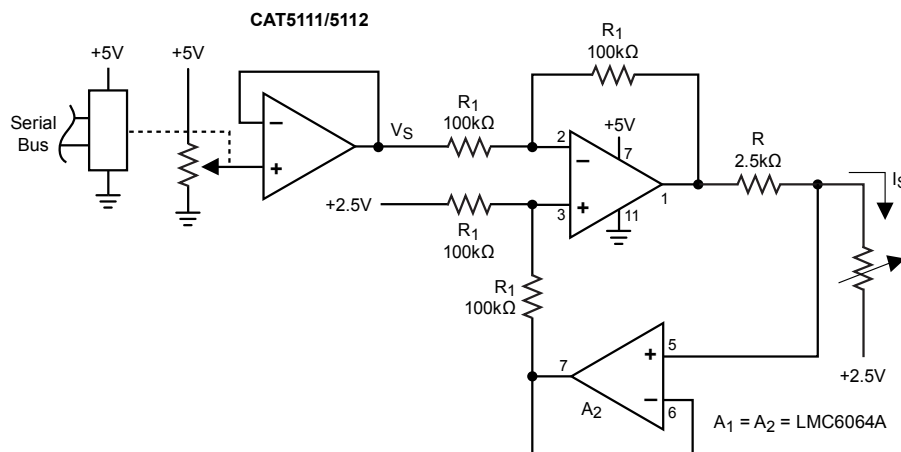 CAT5111/5112
+5V
+5V
Serial
Bus
−
+
VS
R1
100kΩ
R1
100kΩ
+5V
2
−
7
3
+
11
1
+2.5V
R1
100kΩ
R
2.5kΩ
IS
R1
100kΩ
7
+
5
−
6
A2
+2.5V
A1 = A2 = LMC6064A